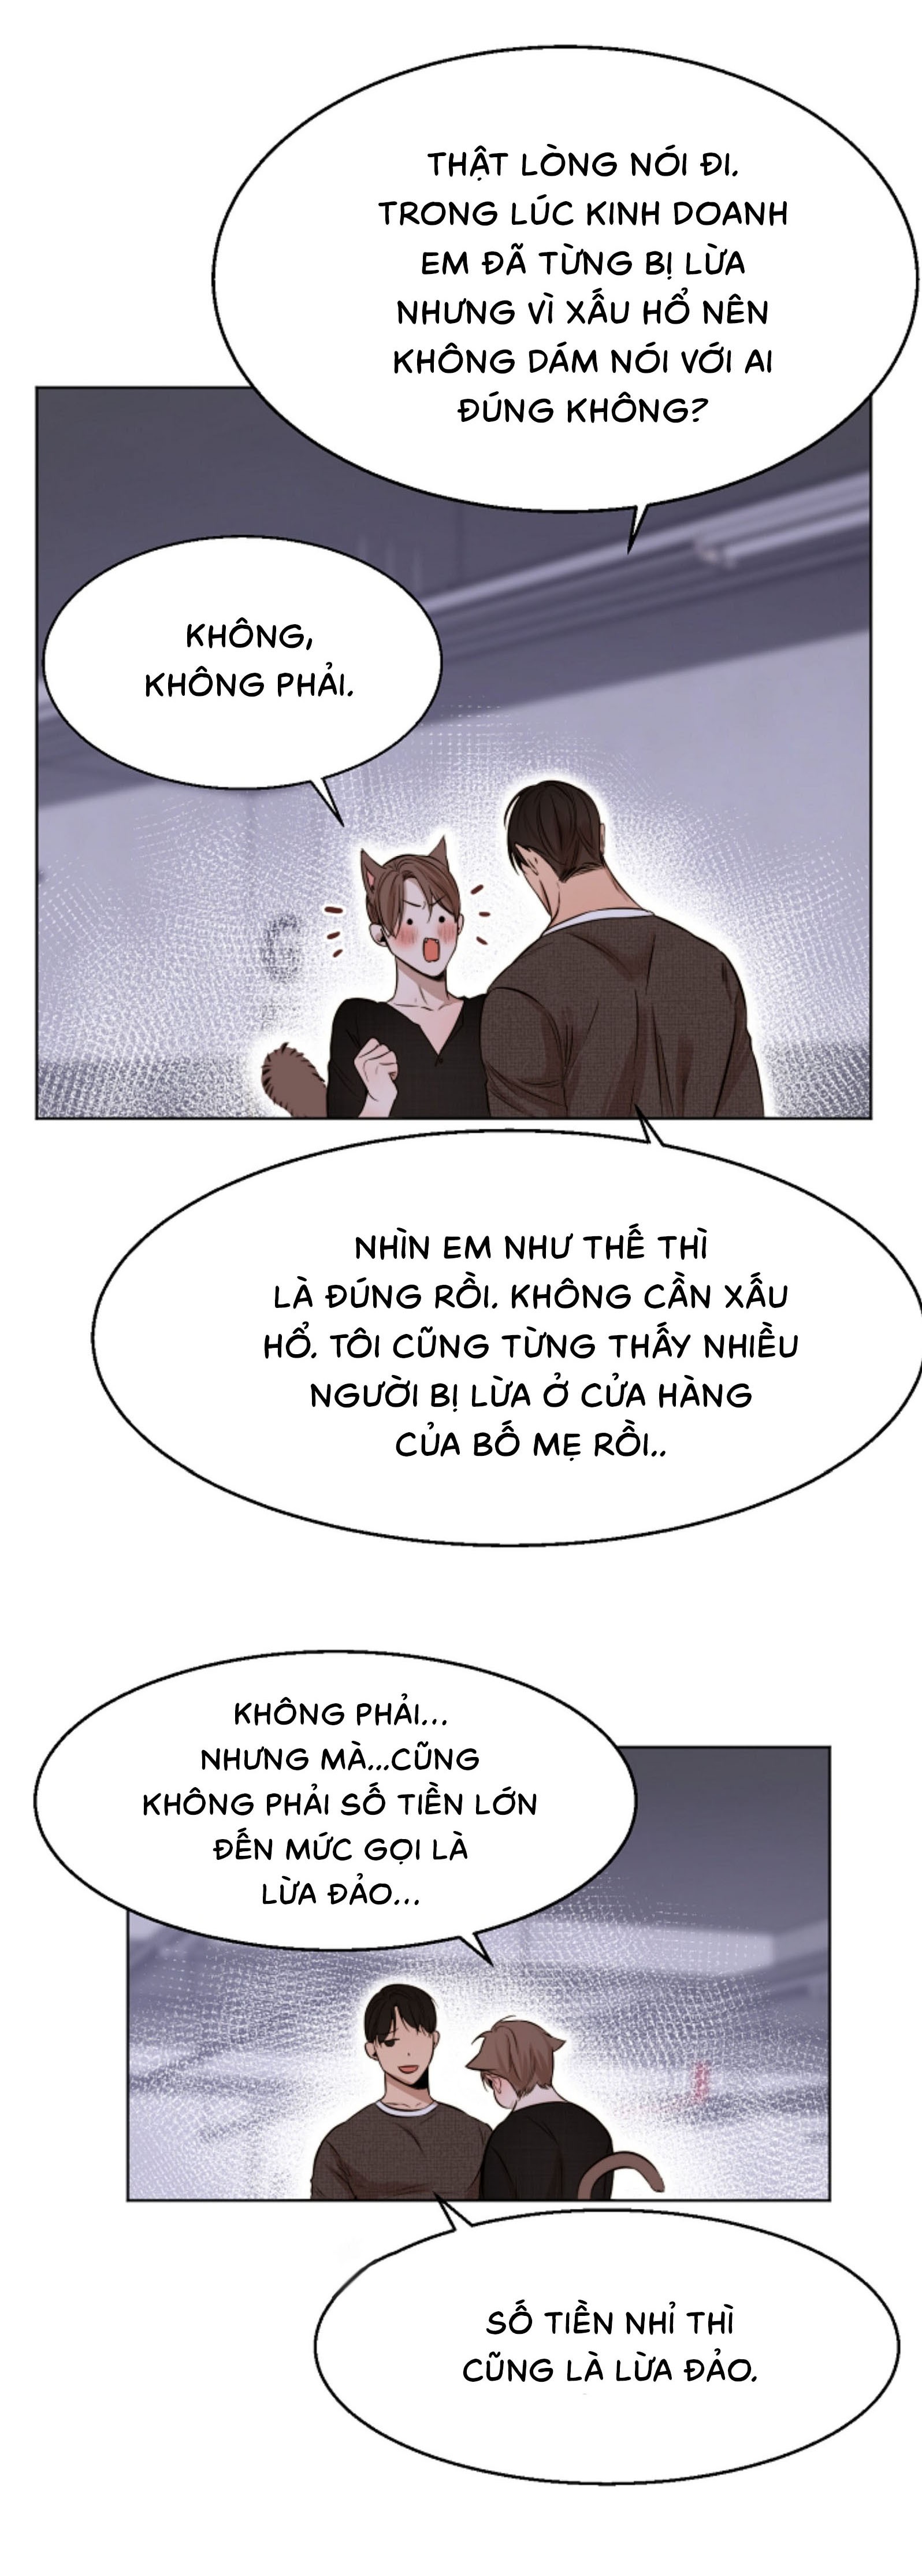 THẬT LÒNG NÓI ĐI.
TRONG LÚC KINH DOANH
EM ĐÃ TỪNG BỊ LỪA
NHƯNG VÌ XẤU HỔ NÊN
KHÔNG DÁM NÓI VỚI AI
ĐÚNG KHÔNG?
KHÔNG,
KHÔNG PHẢI.
NHÌN EM NHƯ THẾ THÌ
LÀ ĐÚNG RỒI. KHÔNG CẦN XẤU
HỔ. TÔI CŨNG TỪNG THẤY NHIỀU
NGƯỜI BỊ LỪA Ở CỬA HÀNG
CỦA BỐ MẸ RỒI..
KHÔNG PHẢI...
NHƯNG MÀ...CŨNG
KHÔNG PHẢI SỐ TIỀN LỚN
ĐẾN MỨC GỌI LÀ
LỪA ĐẢO...
SỐ TIỀN NHỈ THÌ
CŨNG LÀ LỪA ĐẢO.